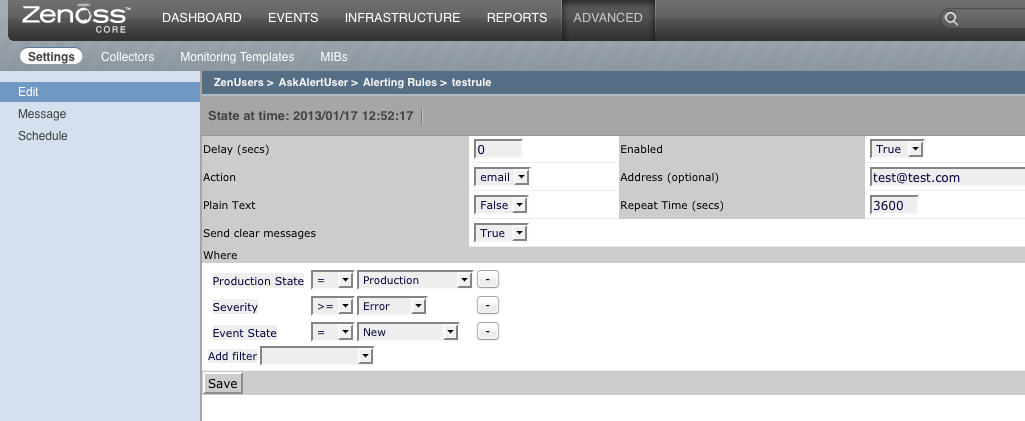 Zenoss™ DASHBOARD EVENTS INFRASTRUCTURE REPORTS ADVANCED
CORE
Settings Collectors Monitoring Templates MIBs
ZenUsers > AskAlertUser > Alerting Rules > testrule
Edit
Message
Schedule
State at time: 2013/01/17 12:52:17
Delay (secs) 0 Enabled True
Action email Address (optional) test@test.com
Plain Text False Repeat Time (secs) 3600
Send clear messages True
Where
Production State = Production -
Severity >= Error -
Event State = New -
Add filter
Save